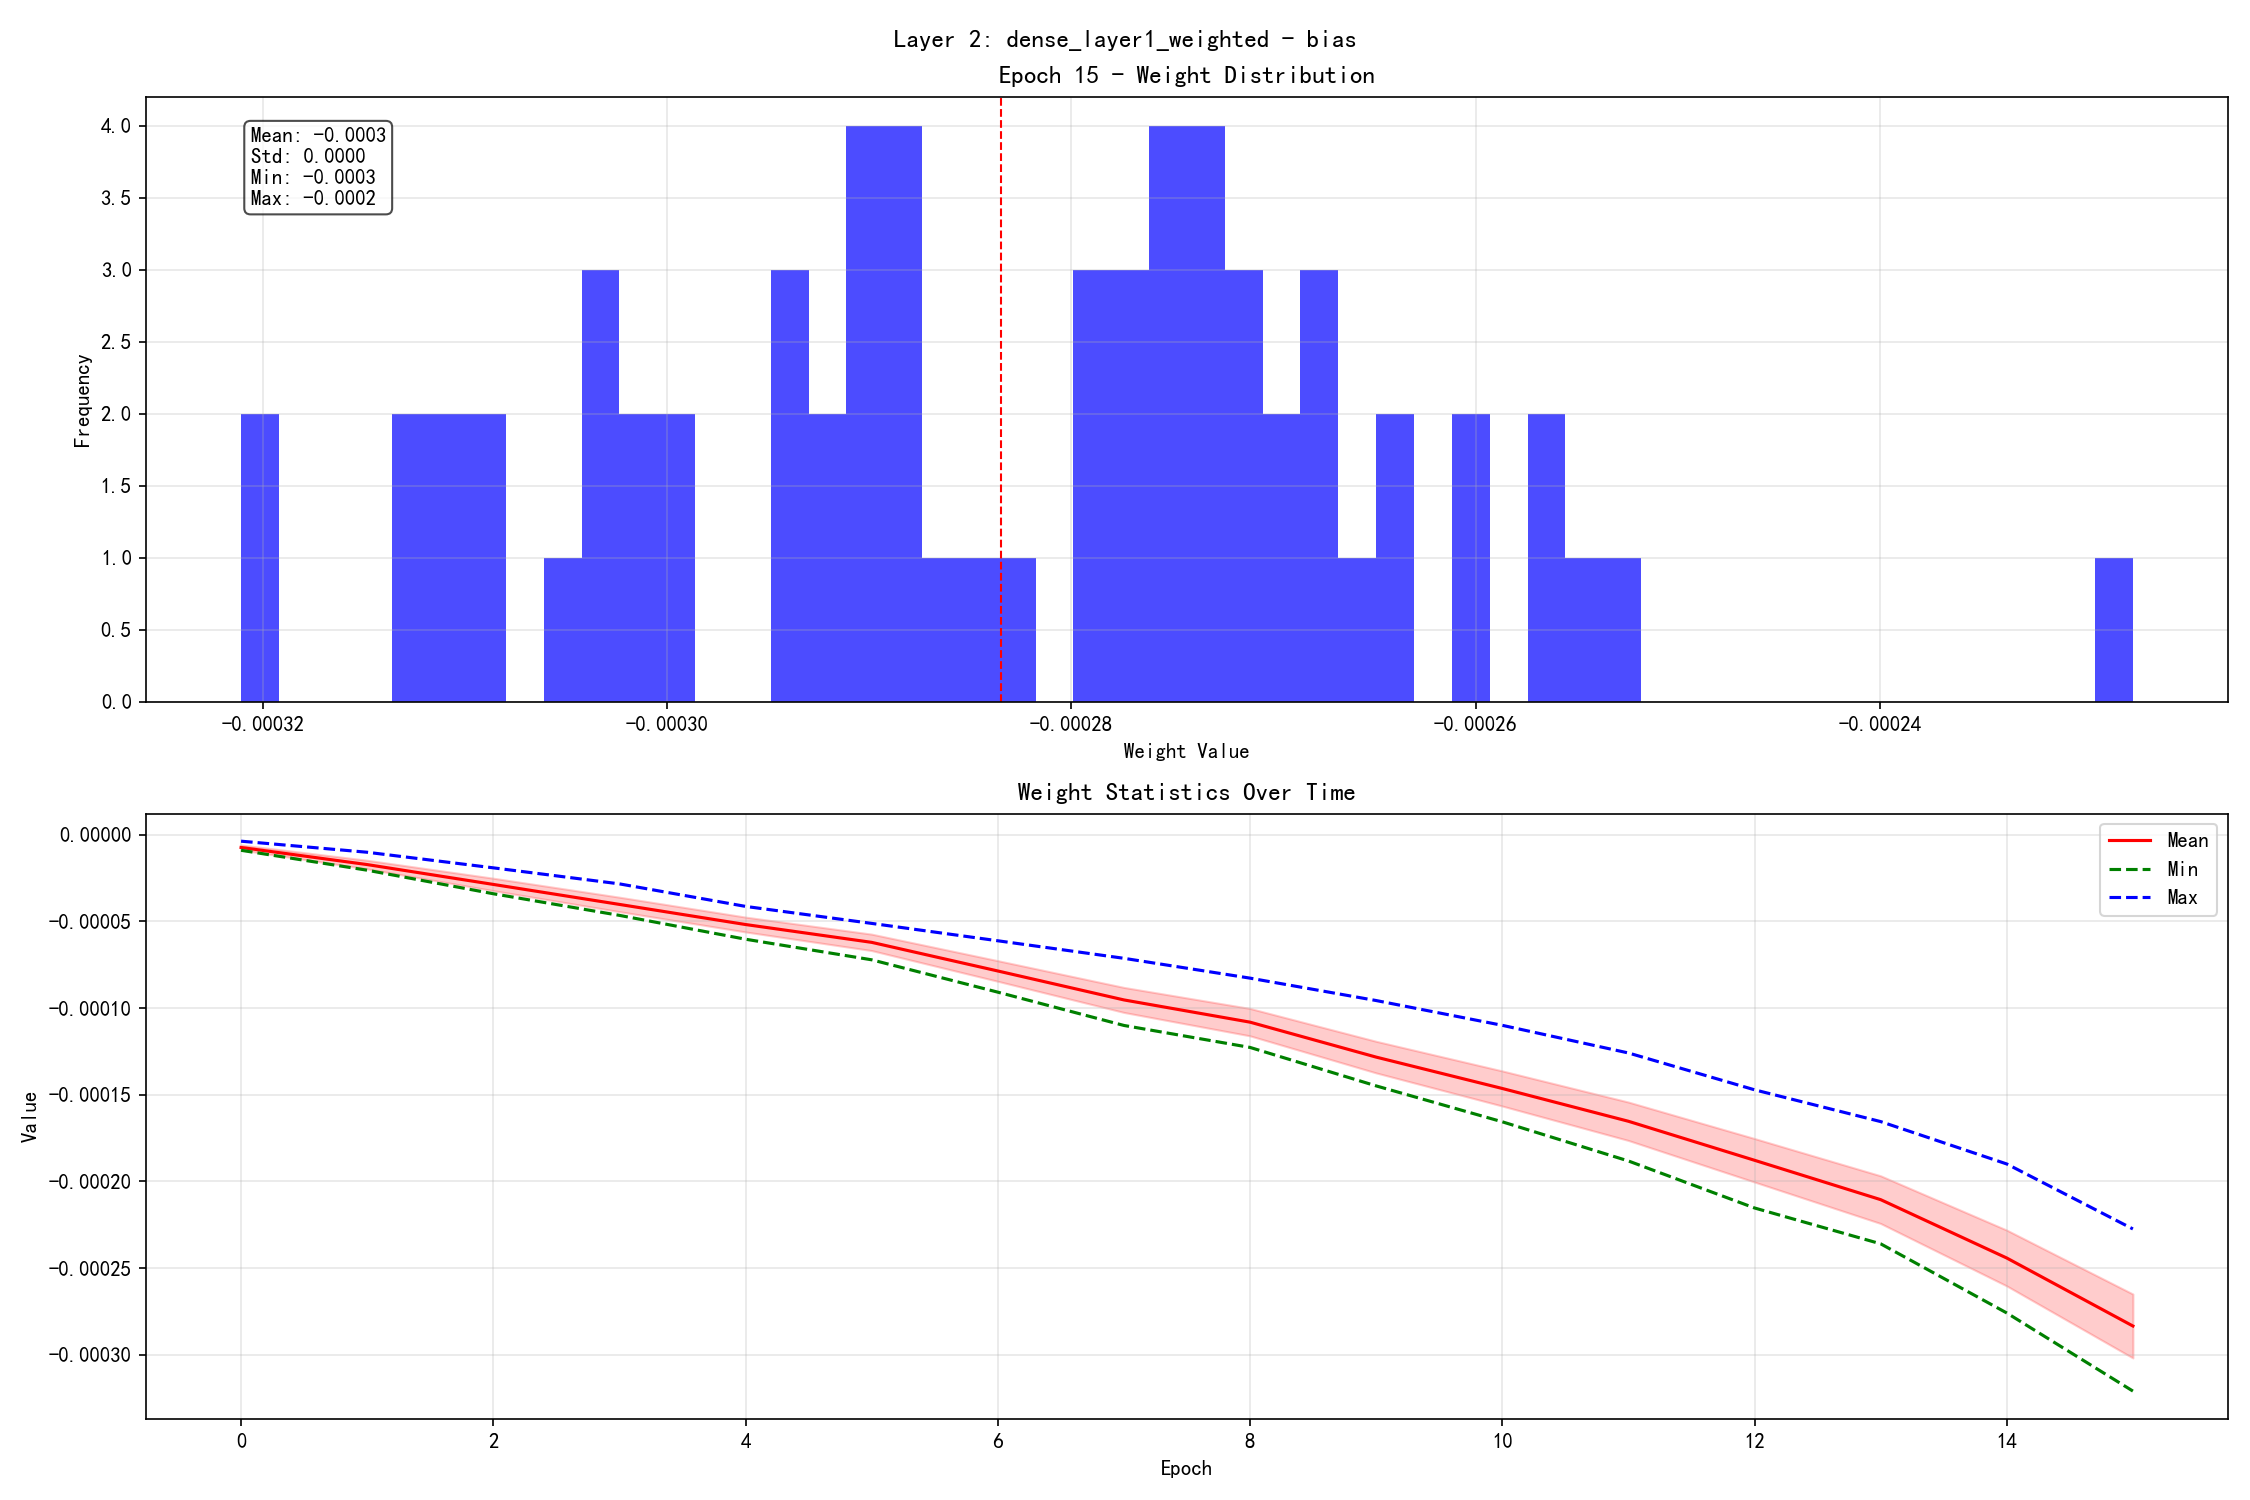 Layer 2: dense_layer1_weighted - bias
Epoch 15 - Weight Distribution
Mean: -0.0003
Std: 0.0000
Min: -0.0003
Max: -0.0002
4.0
3.5
3.0
2.5
2.0
1.5
1.0
0.5
0.0
Frequency
-0.00032 -0.00030 -0.00028 -0.00026 -0.00024
Weight Value
Weight Statistics Over Time
Mean
Min
Max
0.00000
-0.00005
-0.00010
-0.00015
-0.00020
-0.00025
-0.00030
Value
0 2 4 6 8 10 12 14
Epoch